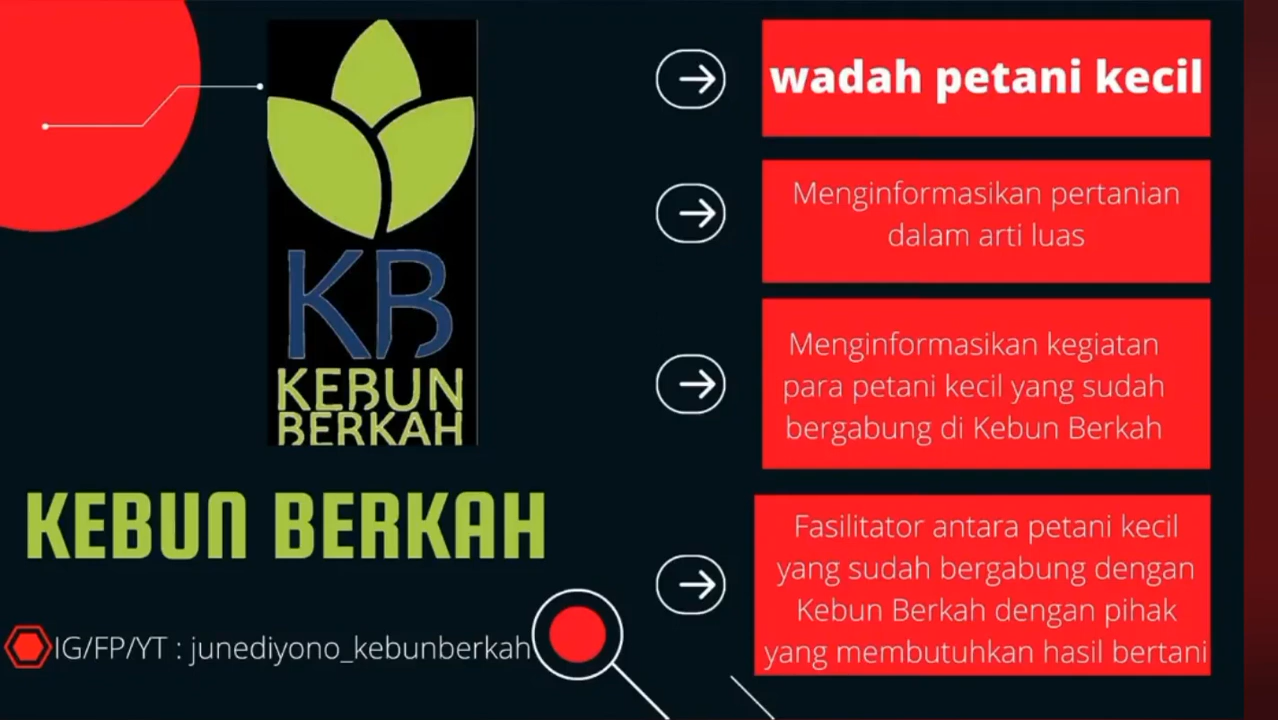 KB
KEBUN
BERKAH
KEBUN BERKAH
IG/FP/YT : junediyono_kebunberkah
wadah petani kecil
Menginformasikan pertanian
dalam arti luas
Menginformasikan kegiatan
para petani kecil yang sudah
bergabung di Kebun Berkah
Fasilitator antara petani kecil
yang sudah bergabung dengan
Kebun Berkah dengan pihak
yang membutuhkan hasil bertani